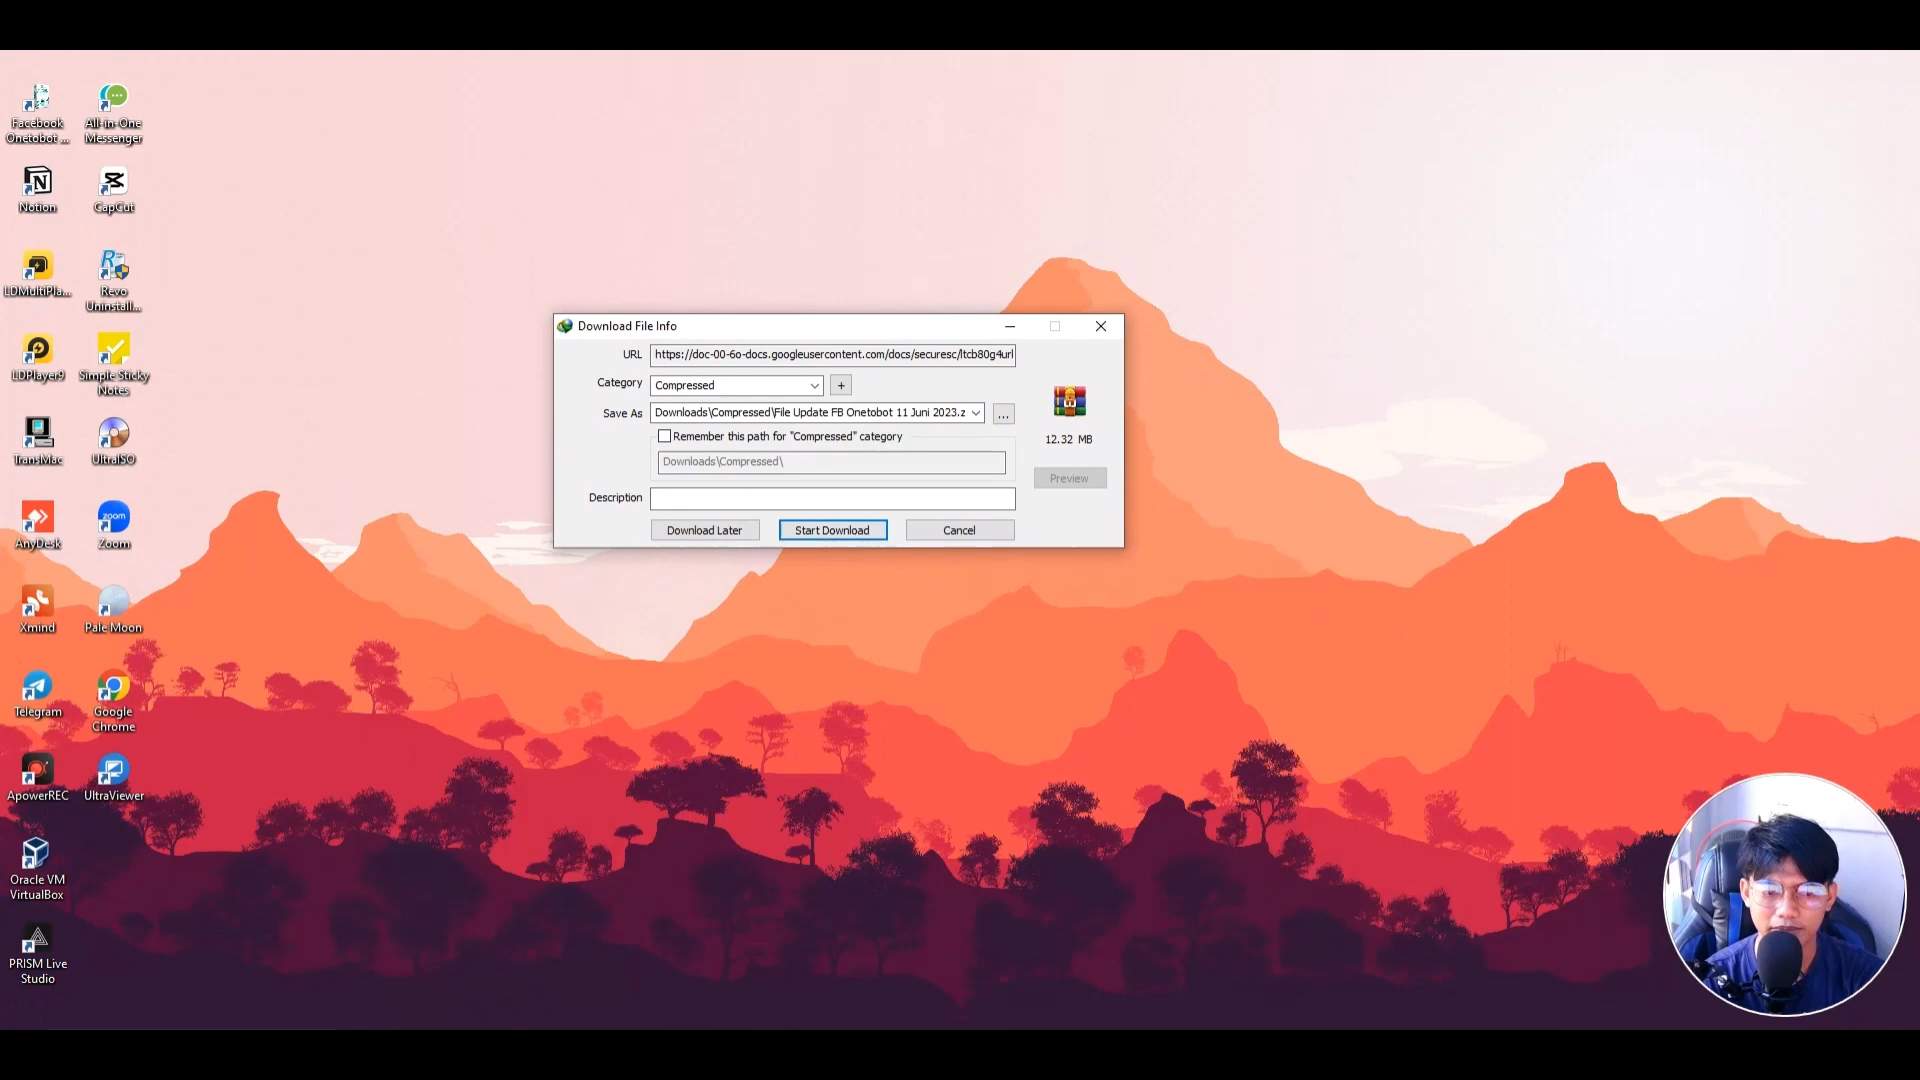 Facebook
Onetobot ...
All-in-One
Messenger
Notion
CapCut
LDMultiPla...
Revo
Uninstall...
LDPlayer9
Simple Sticky
Notes
TransMac
UltraISO
AnyDesk
zoom
Zoom
Xmind
Pale Moon
Telegram
Google
Chrome
ApowerREC
UltraViewer
Oracle VM
VirtualBox
PRISM Live
Studio
Download File Info
URL
https://doc-00-6o-docs.googleusercontent.com/docs/securesc/ltcb80g4url
Category
Compressed
+
Save As
Downloads\Compressed\File Update FB Onetobot 11 Juni 2023.z
...
12.32 MB
Remember this path for "Compressed" category
Downloads\Compressed\
Preview
Description
Download Later
Start Download
Cancel